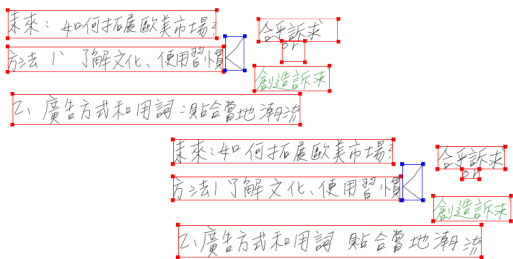 未來：如何拓展歐美市場？
合乎訴求
or
方法 1、了解文化、使用習慣
創造訴求
2、廣告方式和用詞：貼合當地潮流
未來：如何拓展歐美市場？
合乎訴求
or
方法 1、了解文化、使用習慣
創造訴求
2、廣告方式和用詞 貼合當地潮流